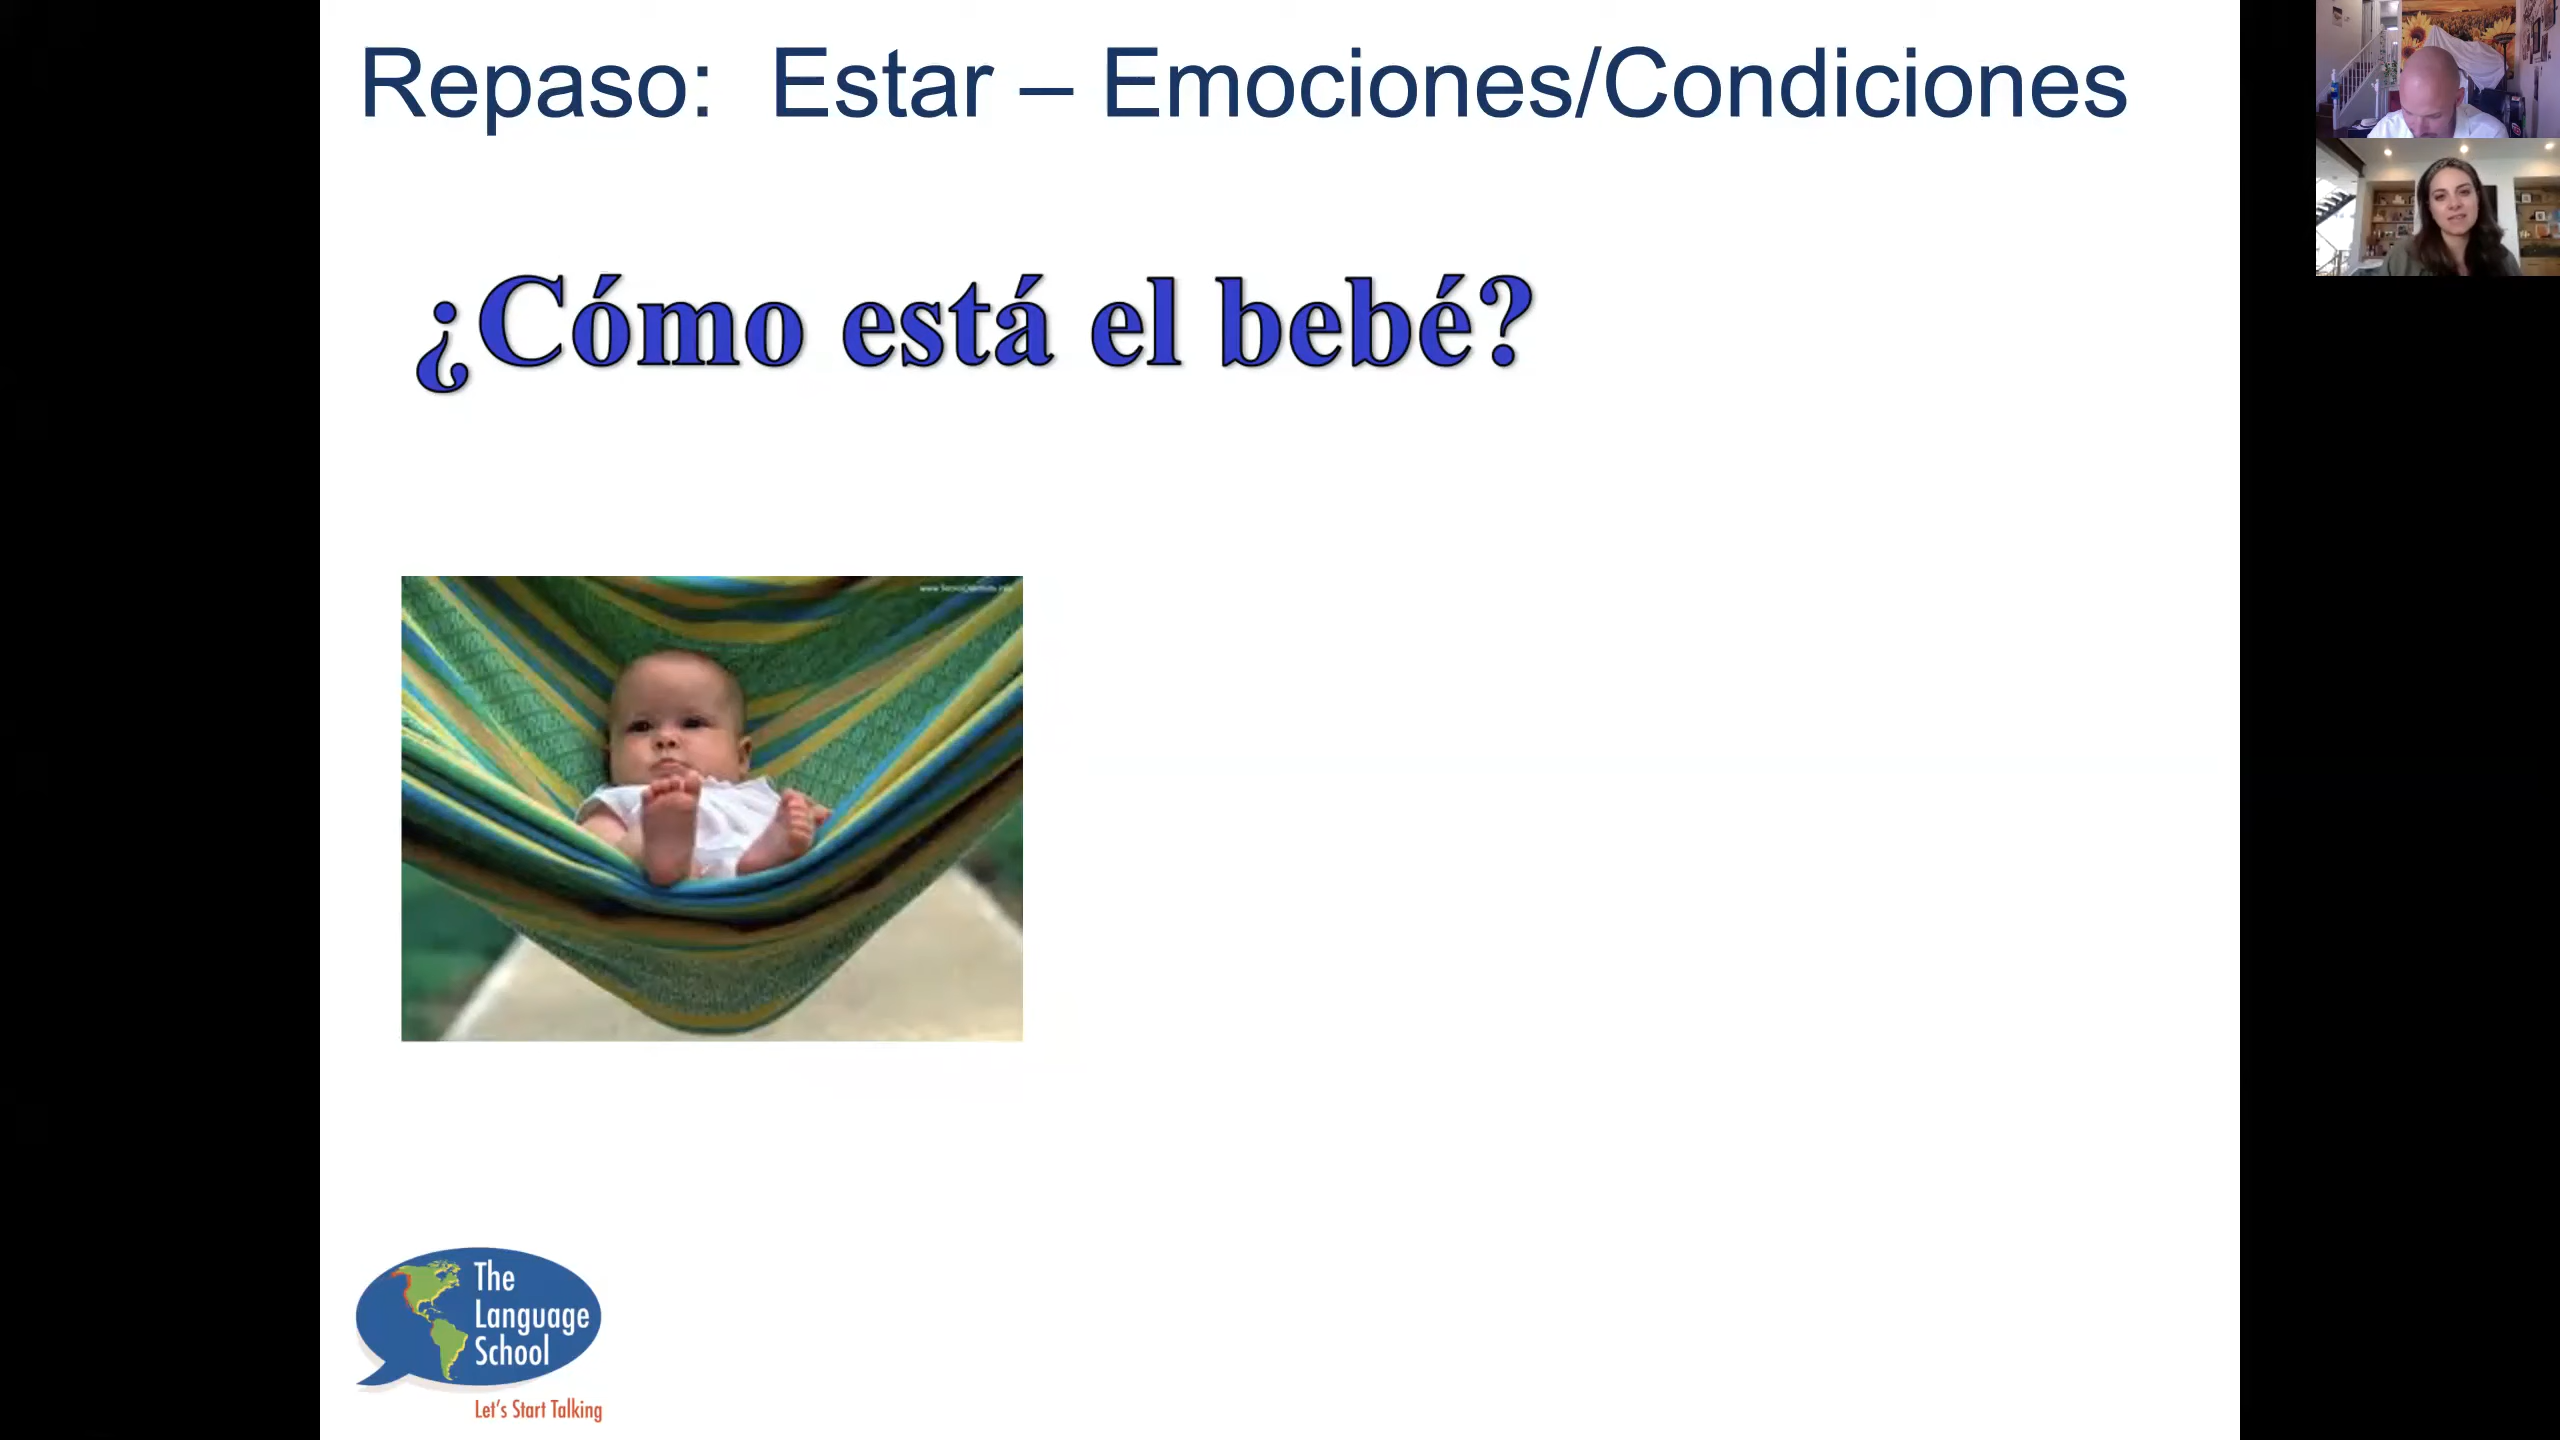 Repaso: Estar – Emociones/Condiciones
¿Cómo está el bebé?
The
Language
School
Let's Start Talking